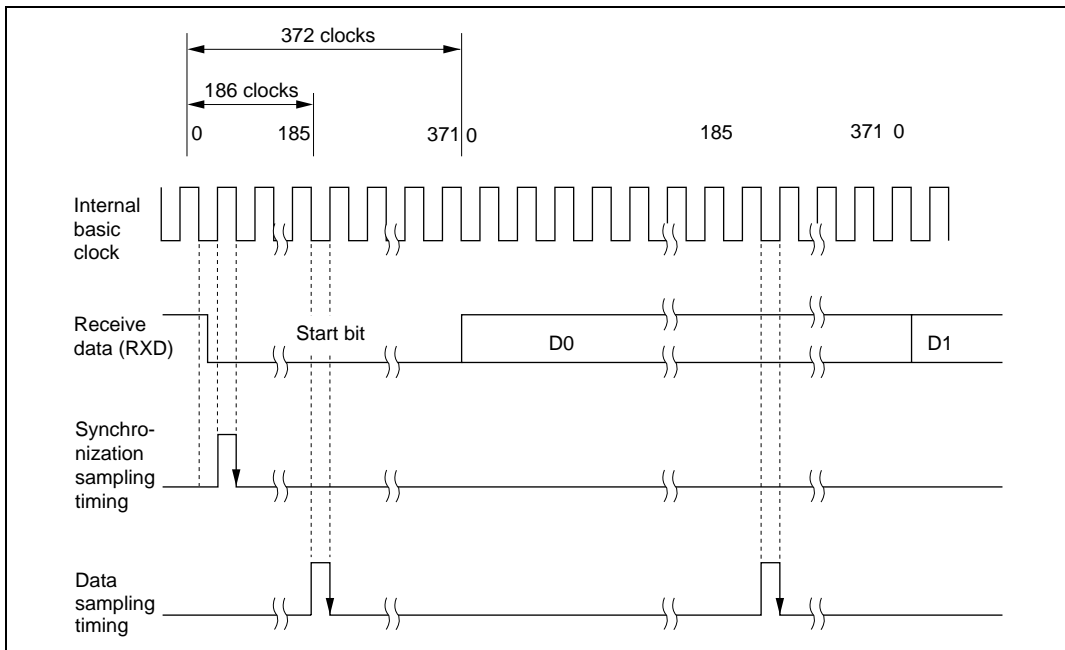 372 clocks
186 clocks
0 185 371 0 185 371 0
Internal
basic
clock
Receive
data (RXD)
Start bit
D0
D1
Synchro-
nization
sampling
timing
Data
sampling
timing